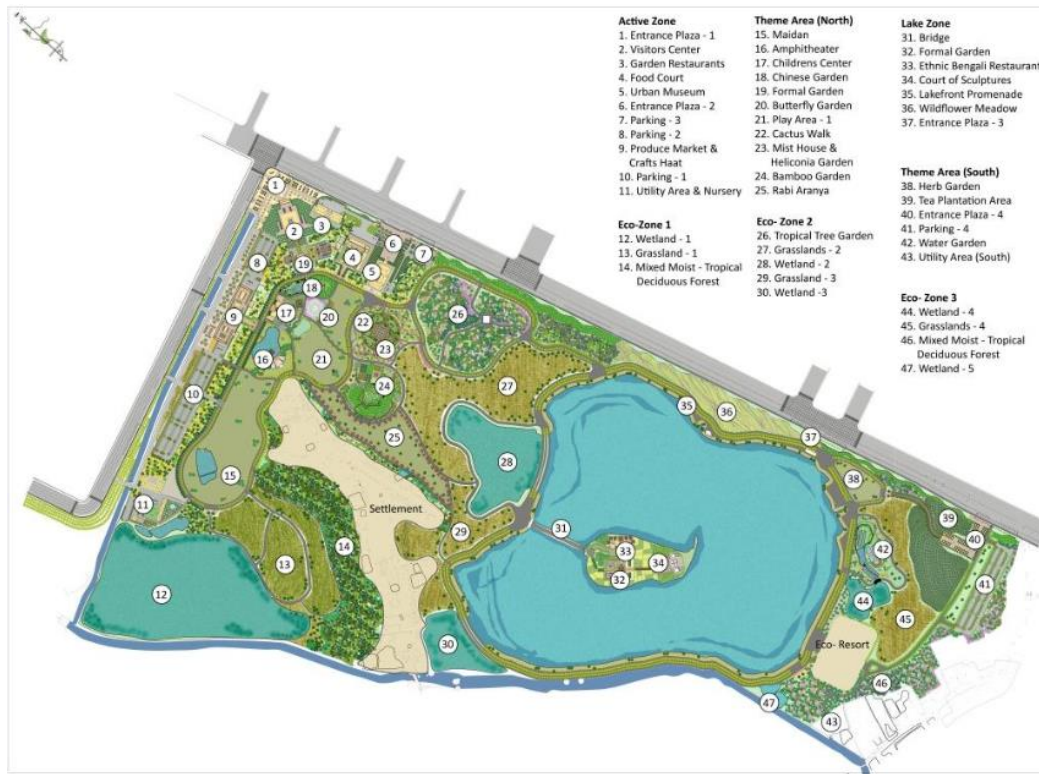 Active Zone
1. Entrance Plaza - 1
2. Visitors Center
3. Garden Restaurants
4. Food Court
5. Urban Museum
6. Entrance Plaza - 2
7. Parking - 3
8. Parking - 2
9. Produce Market &
Crafts Haat
10. Parking - 1
11. Utility Area & Nursery
Eco-Zone 1
12. Wetland - 1
13. Grassland - 1
14. Mixed Moist - Tropical
Deciduous Forest
Theme Area (North)
15. Maidan
16. Amphitheater
17. Childrens Center
18. Chinese Garden
19. Formal Garden
20. Butterfly Garden
21. Play Area - 1
22. Cactus Walk
23. Mist House &
Heliconia Garden
24. Bamboo Garden
25. Rabi Aranya
Eco- Zone 2
26. Tropical Tree Garden
27. Grasslands - 2
28. Wetland - 2
29. Grassland - 3
30. Wetland -3
Lake Zone
31. Bridge
32. Formal Garden
33. Ethnic Bengali Restaurant
34. Court of Sculptures
35. Lakefront Promenade
36. Wildflower Meadow
37. Entrance Plaza - 3
Theme Area (South)
38. Herb Garden
39. Tea Plantation Area
40. Entrance Plaza - 4
41. Parking - 4
42. Water Garden
43. Utility Area (South)
Eco- Zone 3
44. Wetland - 4
45. Grasslands - 4
46. Mixed Moist - Tropical
Deciduous Forest
47. Wetland - 5
1
2
3
4
5
6
7
8
19
18
26
9
17
20
22
16
21
23
24
27
10
35
36
37
25
28
15
38
Settlement
11
29
31
39
40
14
33
42
13
32
34
41
12
44
45
30
Eco- Resort
46
47
43